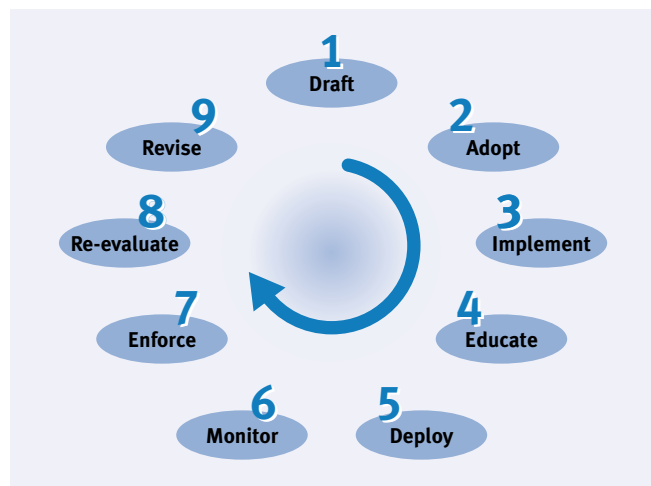 1
Draft
2
Adopt
3
Implement
4
Educate
5
Deploy
6
Monitor
7
Enforce
8
Re-evaluate
9
Revise